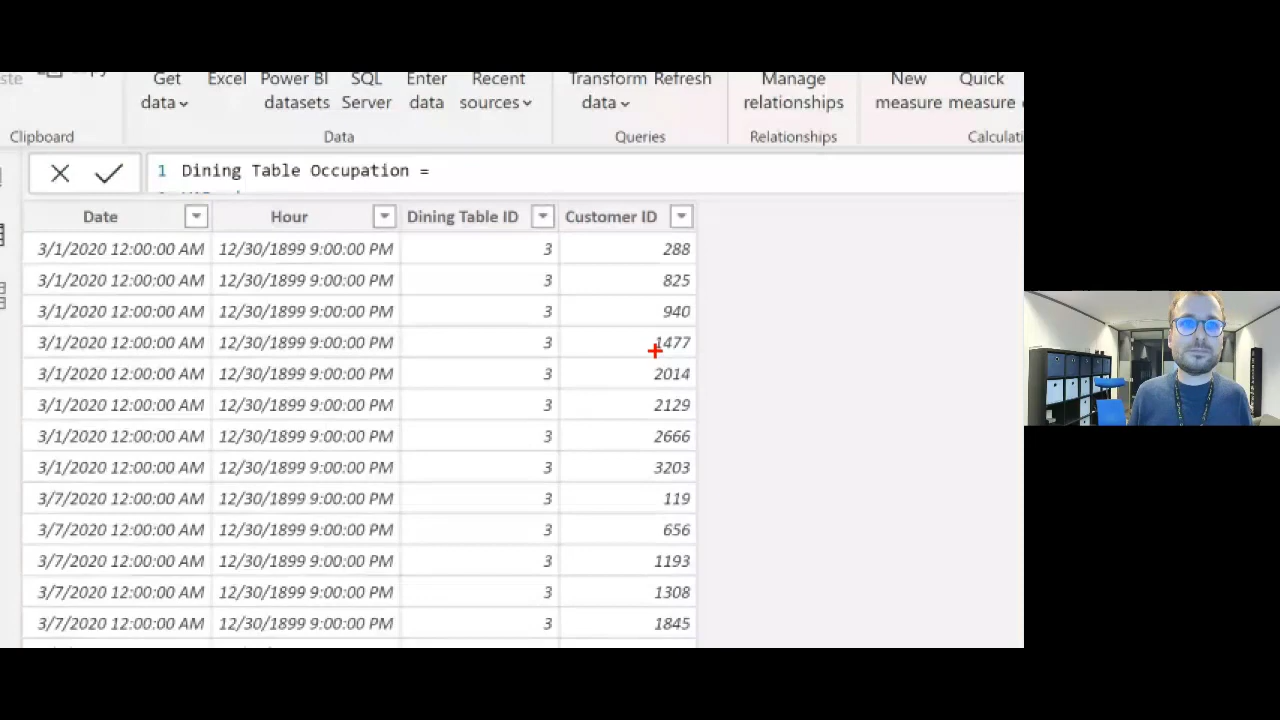 Get data
Excel
Power BI datasets
SQL Server
Enter data
Recent sources
Transform data
Refresh
Manage relationships
New measure
Quick measure
Clipboard
Data
Queries
Relationships
1 Dining Table Occupation =
Date Hour Dining Table ID Customer ID
3/1/2020 12:00:00 AM 12/30/1899 9:00:00 PM 3 288
3/1/2020 12:00:00 AM 12/30/1899 9:00:00 PM 3 825
3/1/2020 12:00:00 AM 12/30/1899 9:00:00 PM 3 940
3/1/2020 12:00:00 AM 12/30/1899 9:00:00 PM 3 1477
3/1/2020 12:00:00 AM 12/30/1899 9:00:00 PM 3 2014
3/1/2020 12:00:00 AM 12/30/1899 9:00:00 PM 3 2129
3/1/2020 12:00:00 AM 12/30/1899 9:00:00 PM 3 2666
3/1/2020 12:00:00 AM 12/30/1899 9:00:00 PM 3 3203
3/7/2020 12:00:00 AM 12/30/1899 9:00:00 PM 3 119
3/7/2020 12:00:00 AM 12/30/1899 9:00:00 PM 3 656
3/7/2020 12:00:00 AM 12/30/1899 9:00:00 PM 3 1193
3/7/2020 12:00:00 AM 12/30/1899 9:00:00 PM 3 1308
3/7/2020 12:00:00 AM 12/30/1899 9:00:00 PM 3 1845